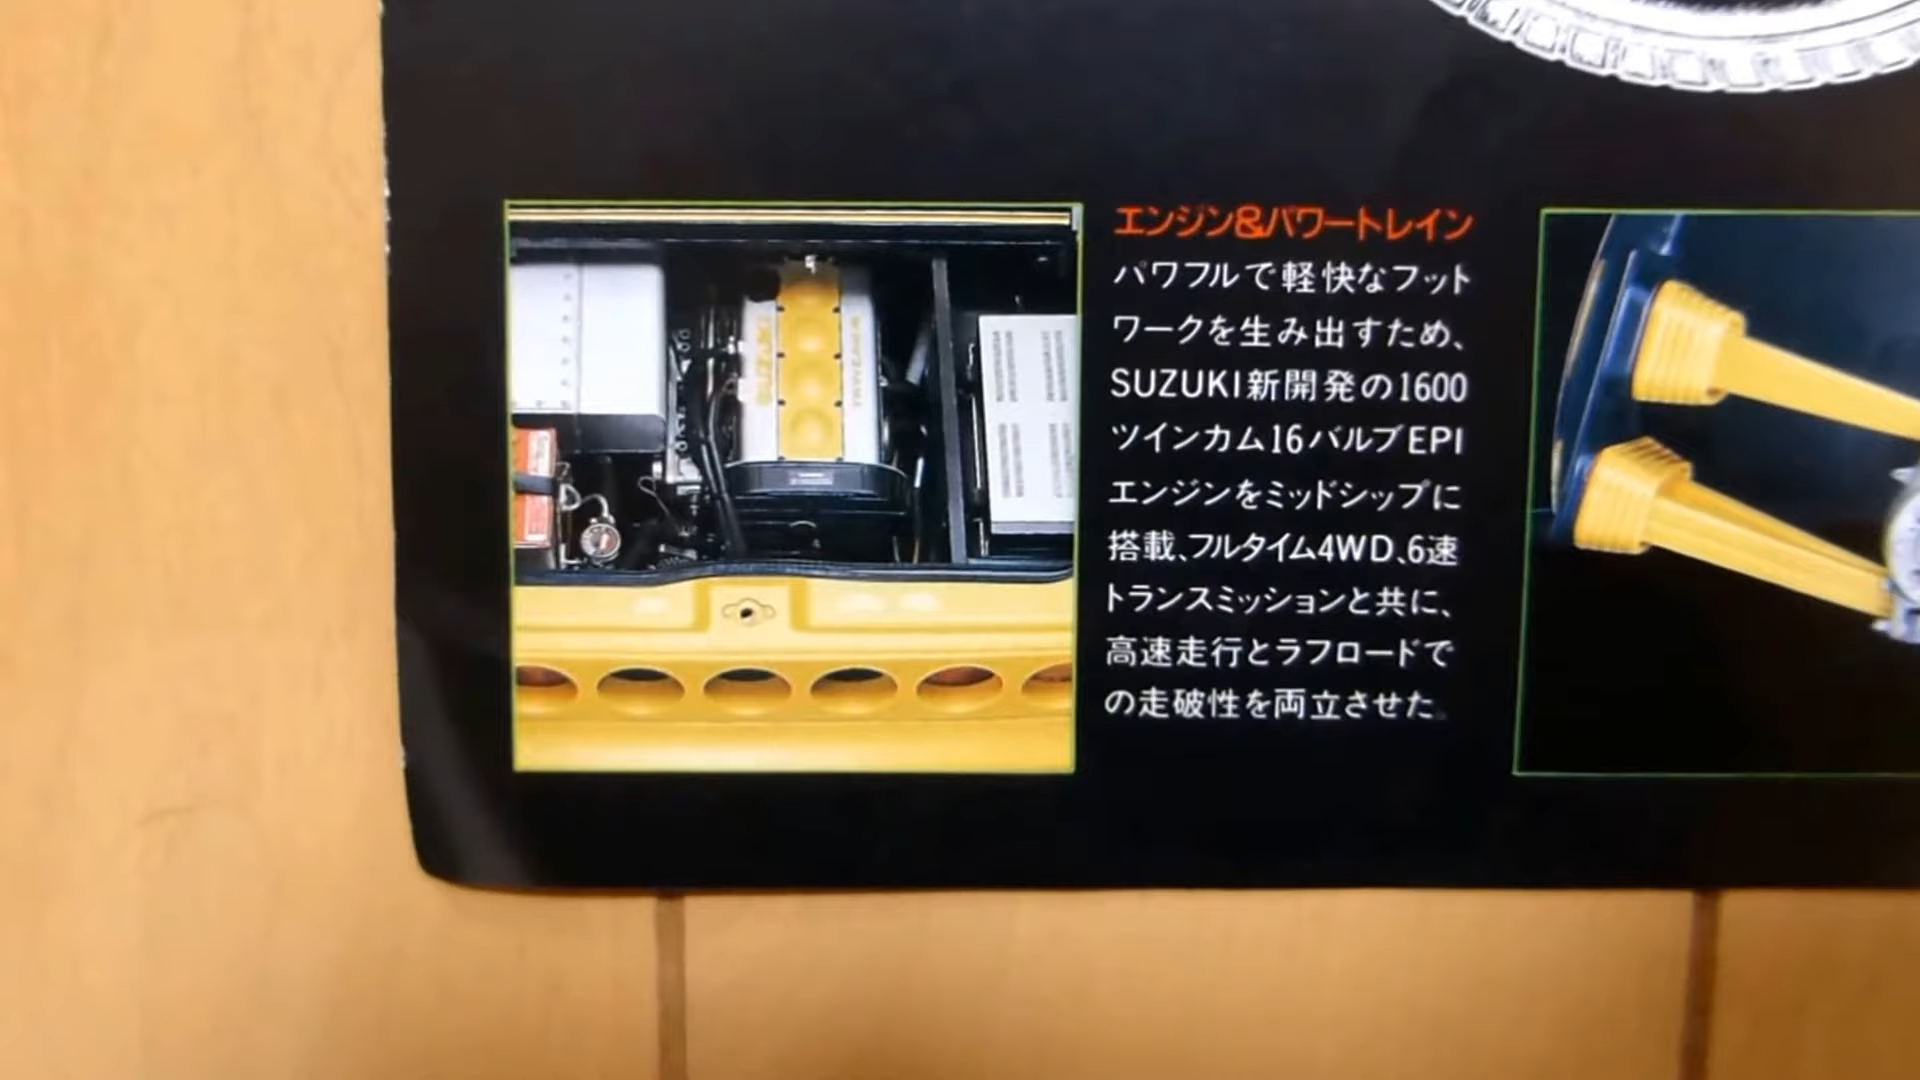 エンジン&パワートレイン
パワフルで軽快なフット
ワークを生み出すため、
SUZUKI新開発の1600
ツインカム16バルブEPI
エンジンをミッドシップに
搭載、フルタイム4WD、6速
トランスミッションと共に、
高速走行とラフロードで
の走破性を両立させた。